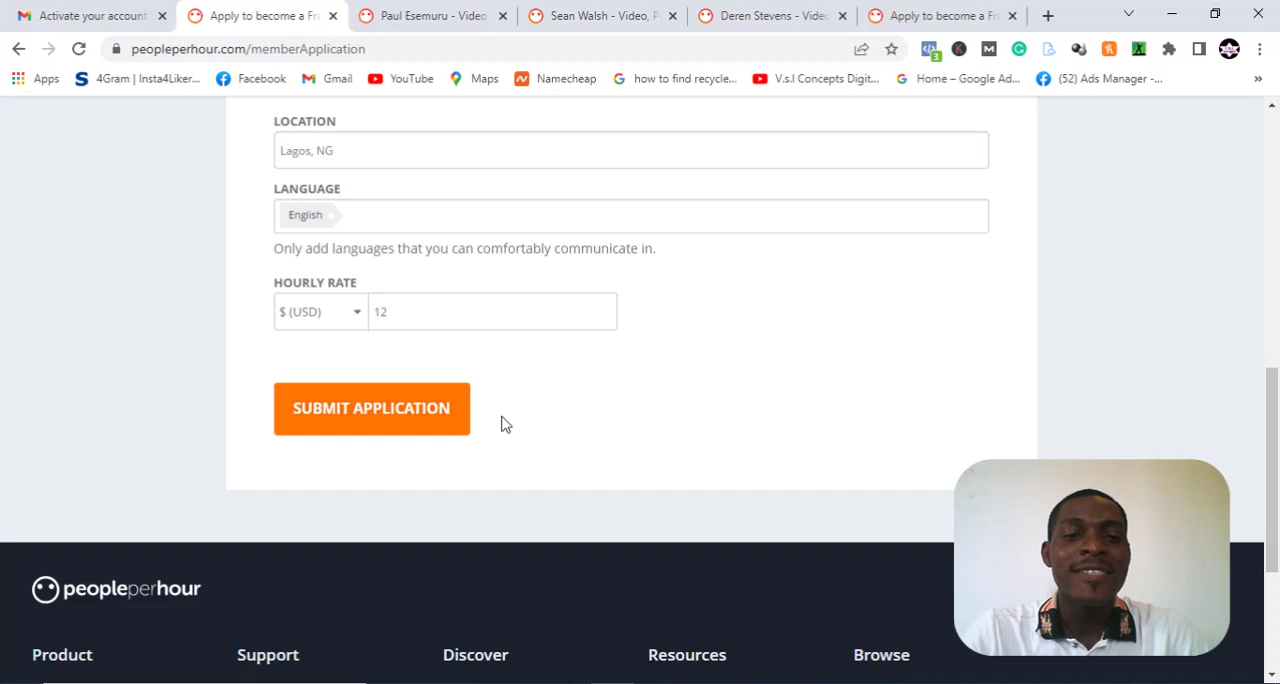 Activate your account
Apply to become a Fr
Paul Esemuru - Video
Sean Walsh - Video, P
Deren Stevens - Video
Apply to become a Fr
peopleperhour.com/memberApplication
3
Apps
4Gram | Insta4Liker...
Facebook
Gmail
YouTube
Maps
Namecheap
how to find recycle...
V.s.l Concepts Digit...
Home – Google Ad...
(52) Ads Manager -...
LOCATION
Lagos, NG
LANGUAGE
English
Only add languages that you can comfortably communicate in.
HOURLY RATE
$ (USD)
12
SUBMIT APPLICATION
peopleperhour
Product
Support
Discover
Resources
Browse